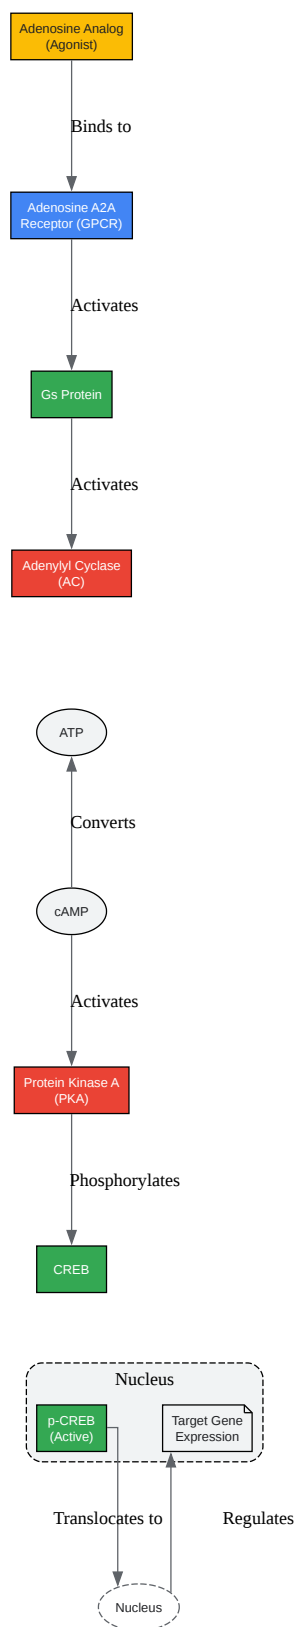 Adenosine Analog
(Agonist)
Binds to
Adenosine A2A
Receptor (GPCR)
Activates
Gs Protein
Activates
Adenylyl Cyclase
(AC)
ATP
Converts
cAMP
Activates
Protein Kinase A
(PKA)
Phosphorylates
CREB
Nucleus
p-CREB
(Active)
Target Gene
Expression
Translocates to
Regulates
Nucleus